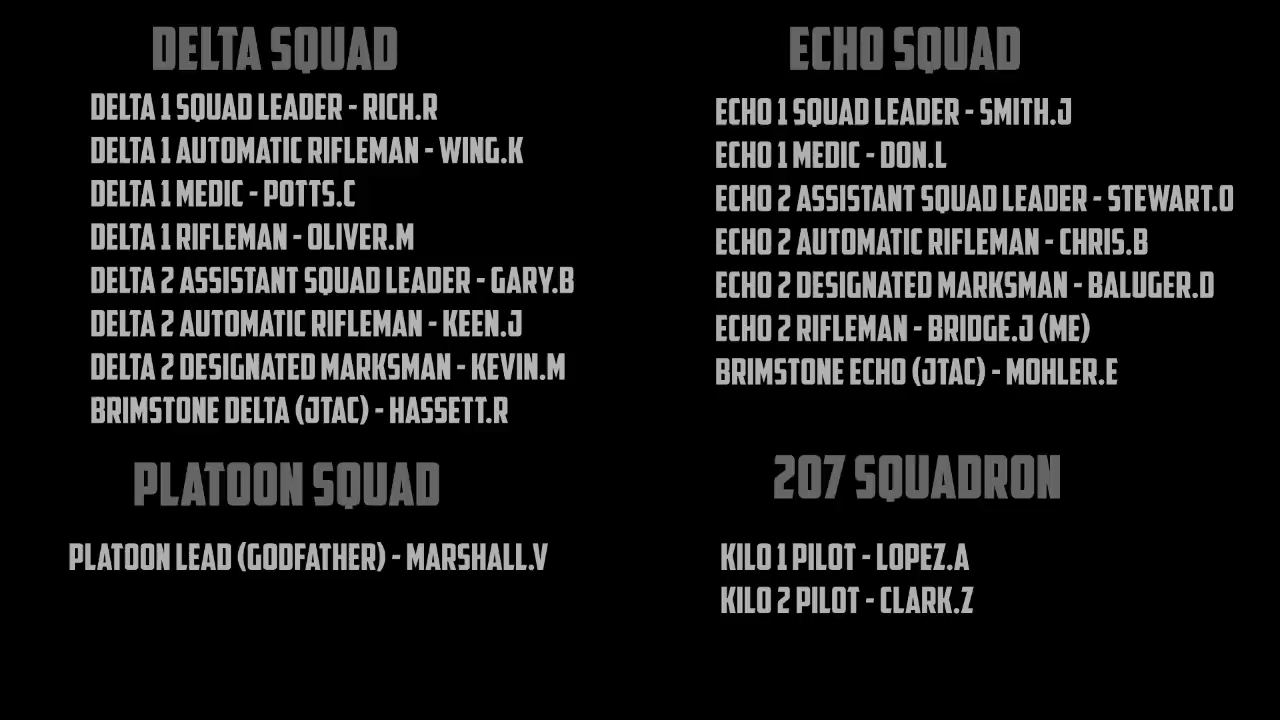 DELTA SQUAD
DELTA 1 SQUAD LEADER - RICH.R
DELTA 1 AUTOMATIC RIFLEMAN - WING.K
DELTA 1 MEDIC - POTTS.C
DELTA 1 RIFLEMAN - OLIVER.M
DELTA 2 ASSISTANT SQUAD LEADER - GARY.B
DELTA 2 AUTOMATIC RIFLEMAN - KEEN.J
DELTA 2 DESIGNATED MARKSMAN - KEVIN.M
BRIMSTONE DELTA (JTAC) - HASSETT.R
ECHO SQUAD
ECHO 1 SQUAD LEADER - SMITH.J
ECHO 1 MEDIC - DON.L
ECHO 2 ASSISTANT SQUAD LEADER - STEWART.O
ECHO 2 AUTOMATIC RIFLEMAN - CHRIS.B
ECHO 2 DESIGNATED MARKSMAN - BALUGER.D
ECHO 2 RIFLEMAN - BRIDGE.J (ME)
BRIMSTONE ECHO (JTAC) - MOHLER.E
PLATOON SQUAD
PLATOON LEAD (GODFATHER) - MARSHALL.V
207 SQUADRON
KILO 1 PILOT - LOPEZ.A
KILO 2 PILOT - CLARK.Z